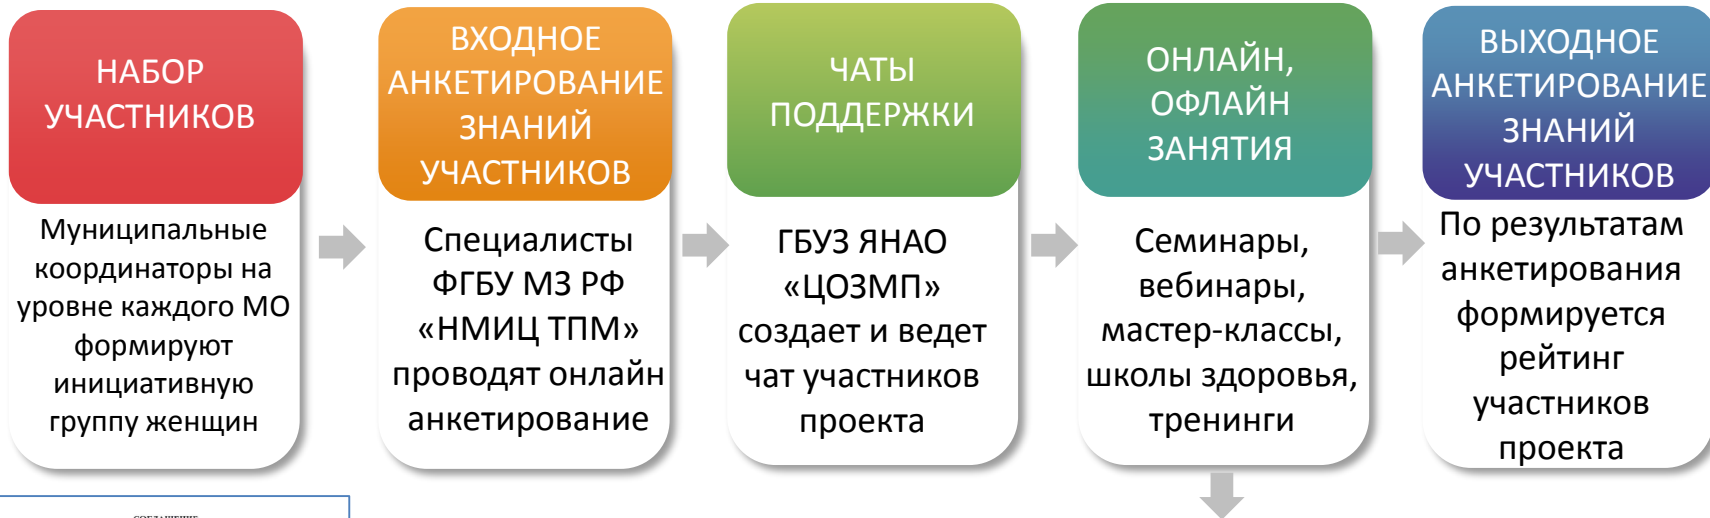 НАБОР
УЧАСТНИКОВ
Муниципальные
координаторы на
уровне каждого МО
формируют
инициативную
группу женщин
ВХОДНОЕ
АНКЕТИРОВАНИЕ
ЗНАНИЙ
УЧАСТНИКОВ
Специалисты
ФГБУ МЗ РФ
«НМИЦ ТПМ»
проводят онлайн
анкетирование
ЧАТЫ
ПОДДЕРЖКИ
ГБУЗ ЯНАО
«ЦОЗМП»
создает и ведет
чат участников
проекта
ОНЛАЙН,
ОФЛАЙН
ЗАНЯТИЯ
Семинары,
вебинары,
мастер-классы,
школы здоровья,
тренинги
ВЫХОДНОЕ
АНКЕТИРОВАНИЕ
ЗНАНИЙ
УЧАСТНИКОВ
По результатам
анкетирования
формируется
рейтинг
участников
проекта